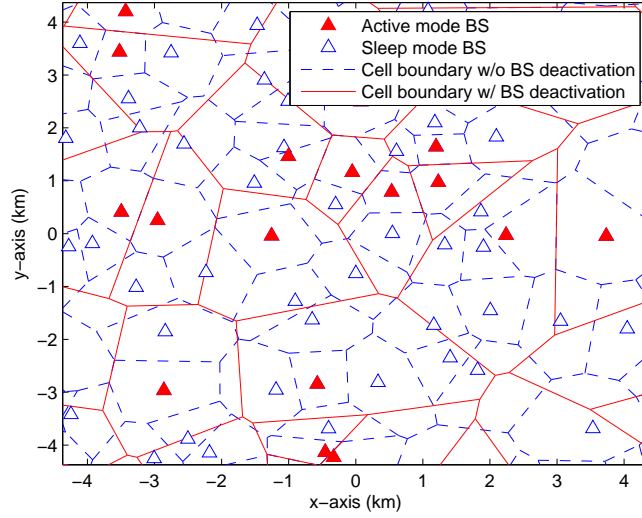 Active mode BS
Sleep mode BS
Cell boundary w/o BS deactivation
Cell boundary w/ BS deactivation
4
3
2
1
0
−1
−2
−3
−4
y−axis (km)
−4 −3 −2 −1 0 1 2 3 4
x−axis (km)